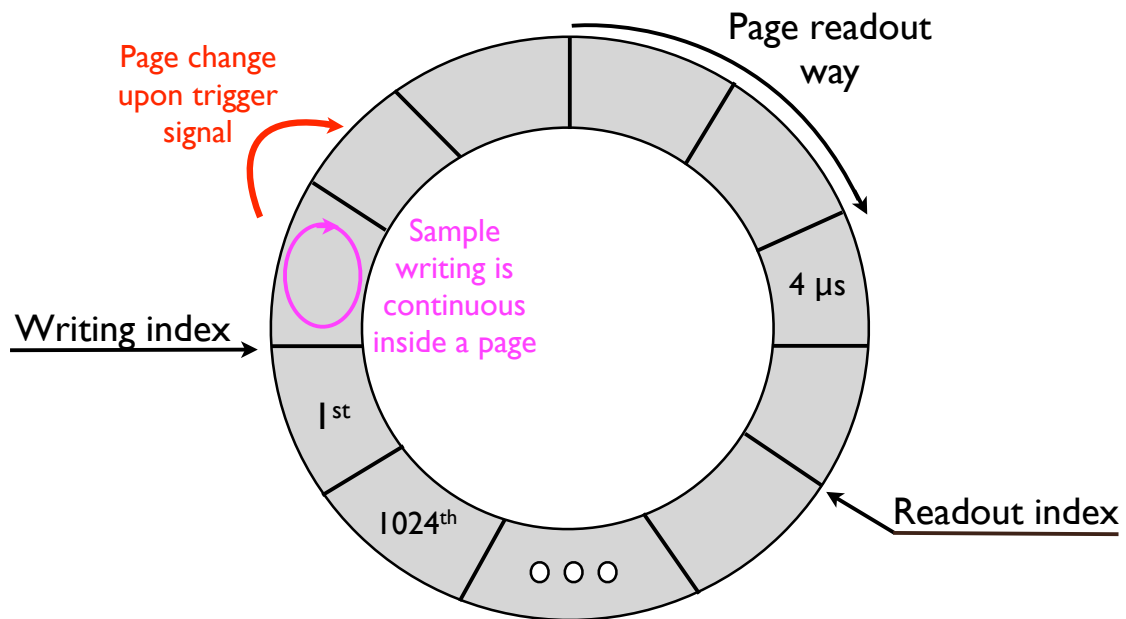 Page change
upon trigger
signal
Page readout
way
Sample
writing is
continuous
inside a page
4 µs
Writing index
1st
1024th
Readout index